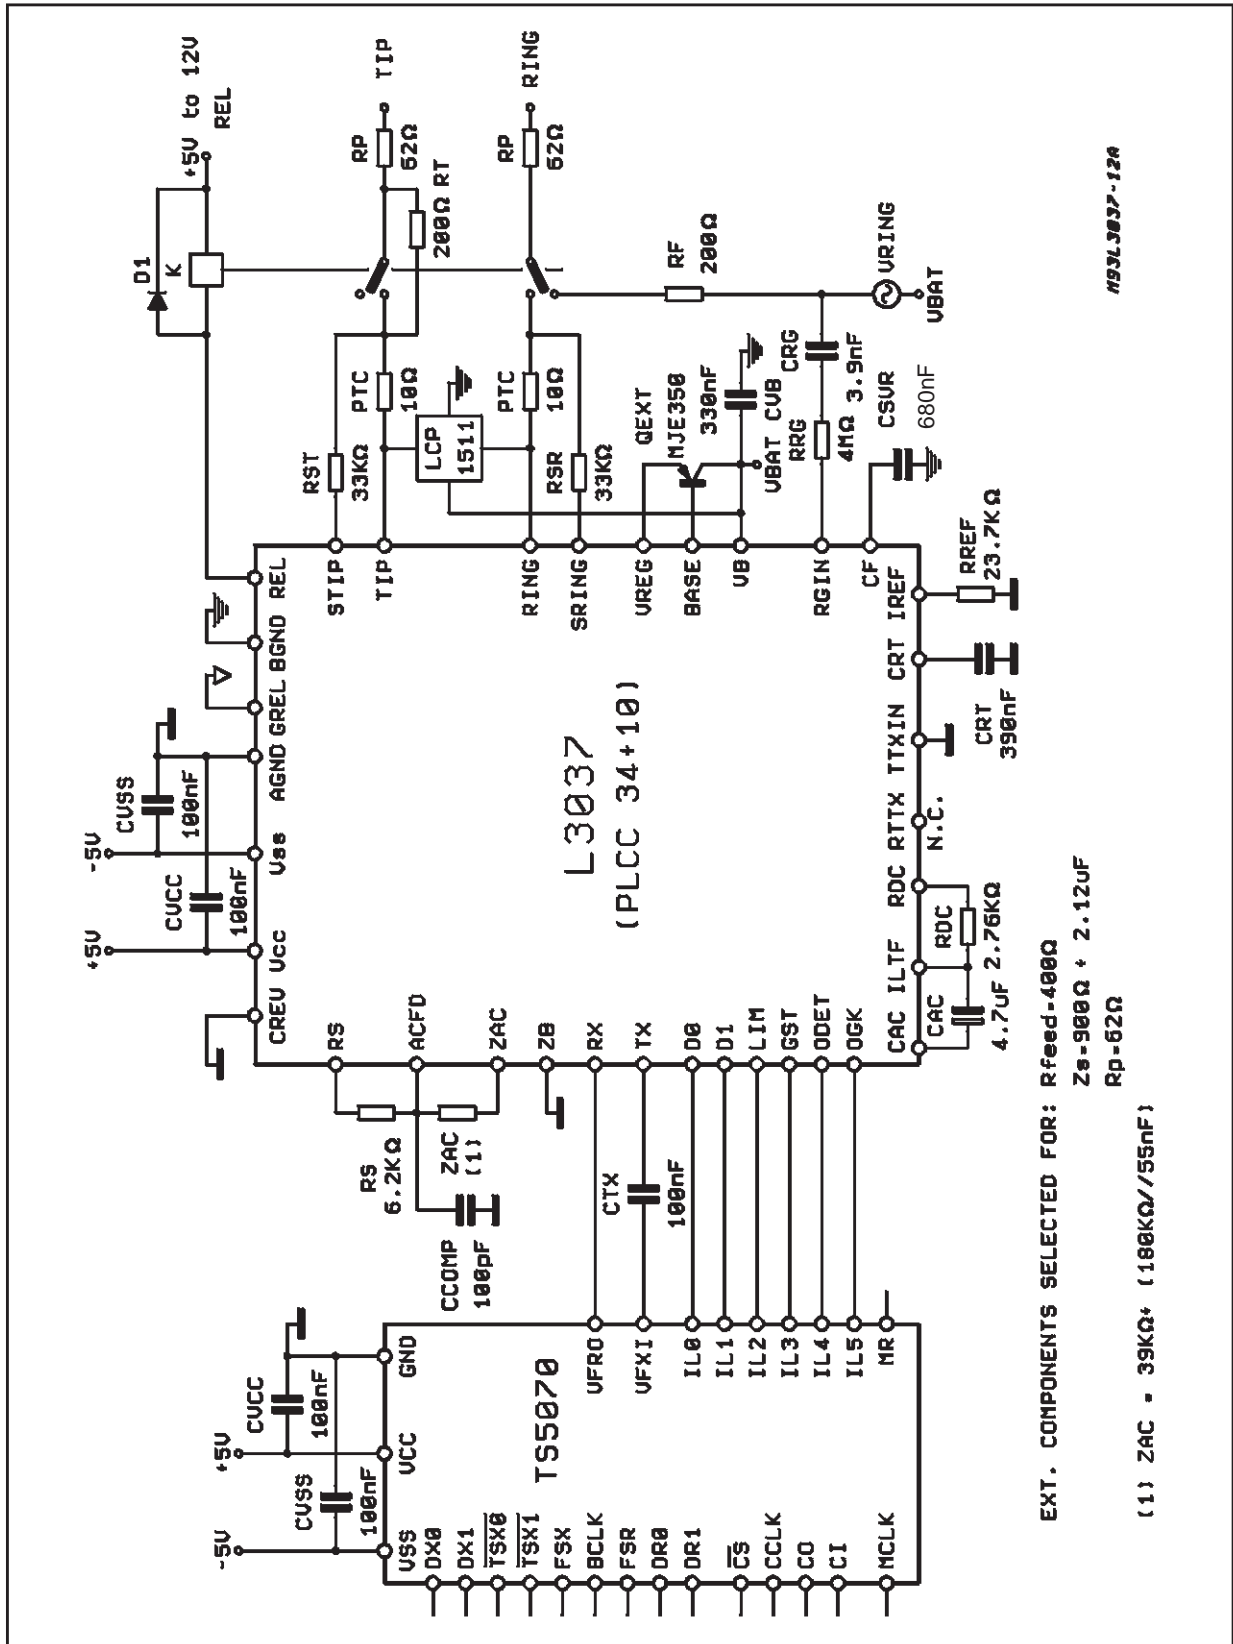 -5V
+5V
CVCC
100nF
CVSS
100nF
VSS
VCC
GND
TS5070
DX0
DX1
TSX0
TSX1
FSX
BCLK
FSR
DR0
DR1
CS
CCLK
CO
CI
MCLK
VFRO
VFXI
IL0
IL1
IL2
IL3
IL4
IL5
MR
CCOMP
100pF
RS
6.2KΩ
ZAC
(1)
CTX
100nF
+5V
-5V
CVCC
100nF
CVSS
100nF
CREV
Vcc
Vss
AGND
GREL
BGND
REL
RS
ACFD
ZAC
ZB
RX
TX
D0
D1
LIM
GST
ODET
OGK
L3037
(PLCC 34+10)
STIP
TIP
RING
SRING
VREG
BASE
VB
RGIN
CF
CAC
ILTF
RDC
RTTX
TTXIN
CRT
IREF
CAC
4.7uF
RDC
2.76KΩ
N.C.
CRT
390nF
RREF
23.7KΩ
D1
K
+5V to 12V
REL
RST
33KΩ
PTC
10Ω
LCP
1511
PTC
10Ω
RSR
33KΩ
RP
62Ω
TIP
200Ω RT
RP
62Ω
RING
QEXT
MJE350
330nF
VBAT CVB
RRG
4MΩ
CRG
3.9nF
RF
200Ω
VRING
VBAT
CSVR
680nF
M93L3037-12A
EXT. COMPONENTS SELECTED FOR: Rfeed=400Ω
Zs=900Ω + 2.12uF
Rp=62Ω
(1) ZAC = 39KΩ+ (180KΩ//55nF)